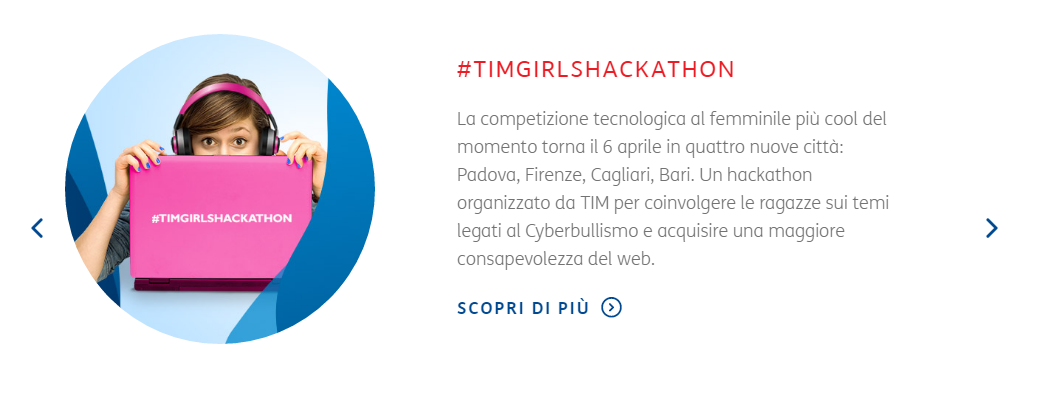 #TIMGIRLSHACKATHON
#TIMGIRLSHACKATHON
La competizione tecnologica al femminile più cool del
momento torna il 6 aprile in quattro nuove città:
Padova, Firenze, Cagliari, Bari. Un hackathon
organizzato da TIM per coinvolgere le ragazze sui temi
legati al Cyberbullismo e acquisire una maggiore
consapevolezza del web.
SCOPRI DI PIÙ